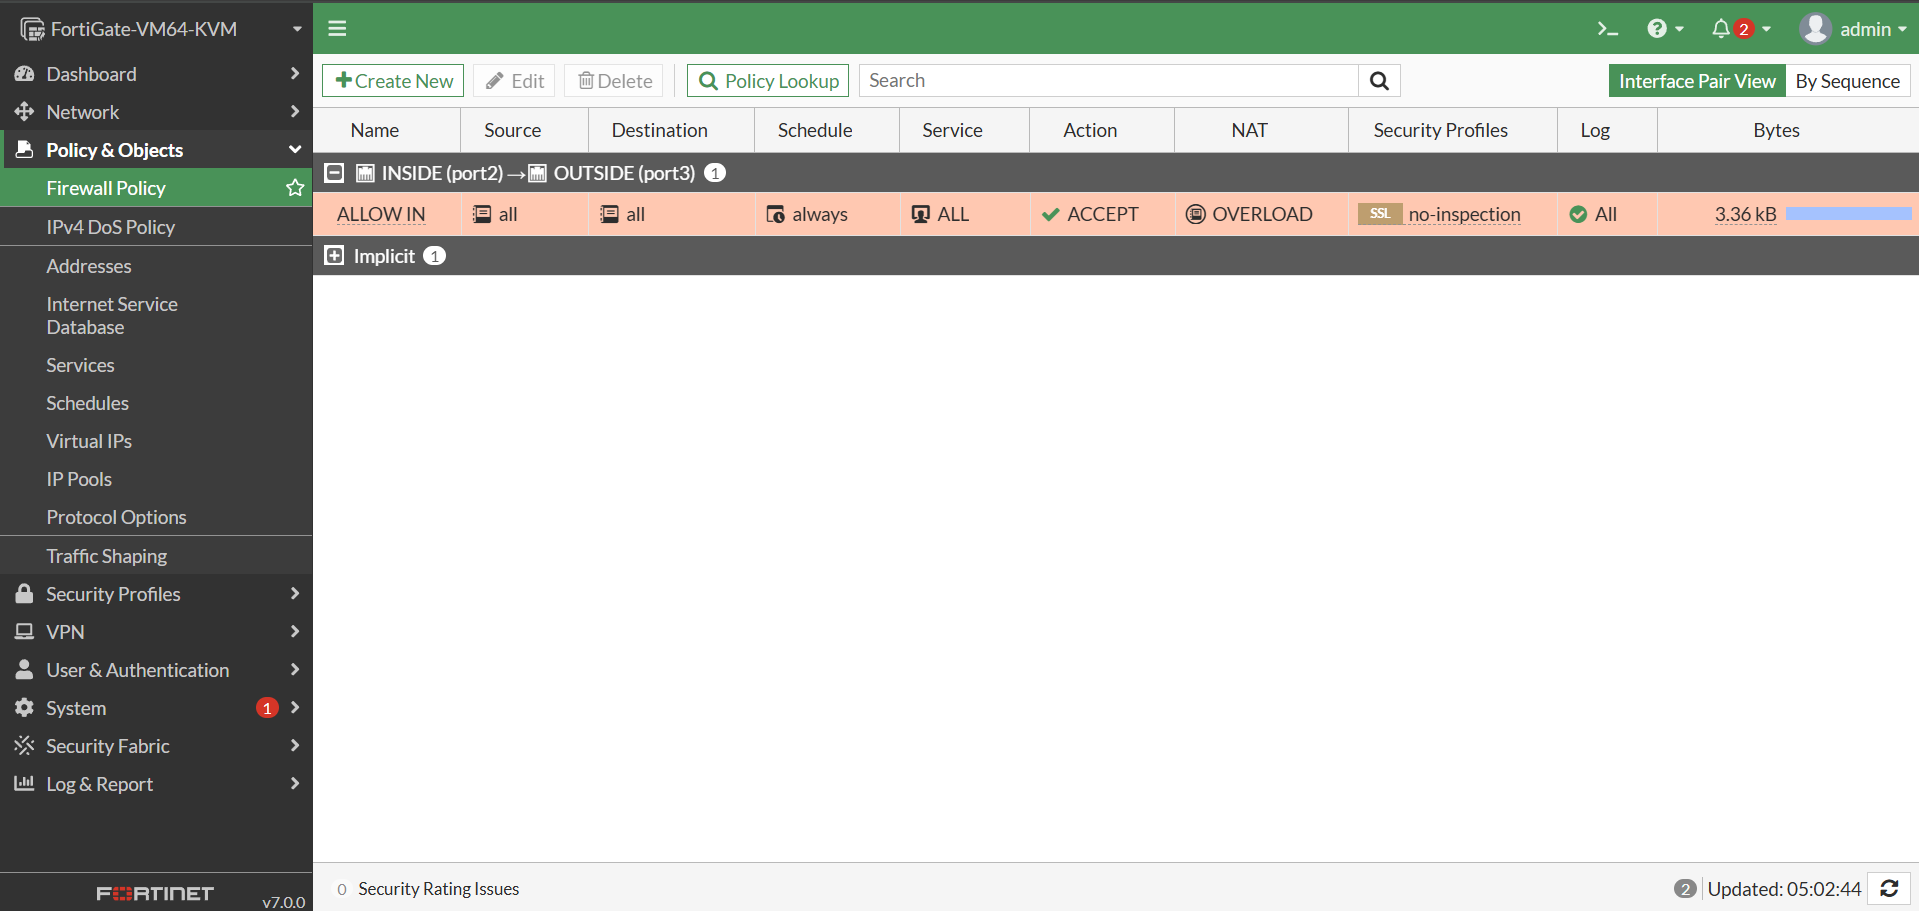 FortiGate-VM64-KVM
2
admin
Dashboard
Network
Policy & Objects
Firewall Policy
IPv4 DoS Policy
Addresses
Internet Service
Database
Services
Schedules
Virtual IPs
IP Pools
Protocol Options
Traffic Shaping
Security Profiles
VPN
User & Authentication
System 1
Security Fabric
Log & Report
FORTINET v7.0.0
Create New Edit Delete Policy Lookup Search Interface Pair View By Sequence
Name Source Destination Schedule Service Action NAT Security Profiles Log Bytes
INSIDE (port2) → OUTSIDE (port3) 1
ALLOW IN all all always ALL ACCEPT OVERLOAD SSL no-inspection All 3.36 kB
Implicit 1
0 Security Rating Issues 2 Updated: 05:02:44